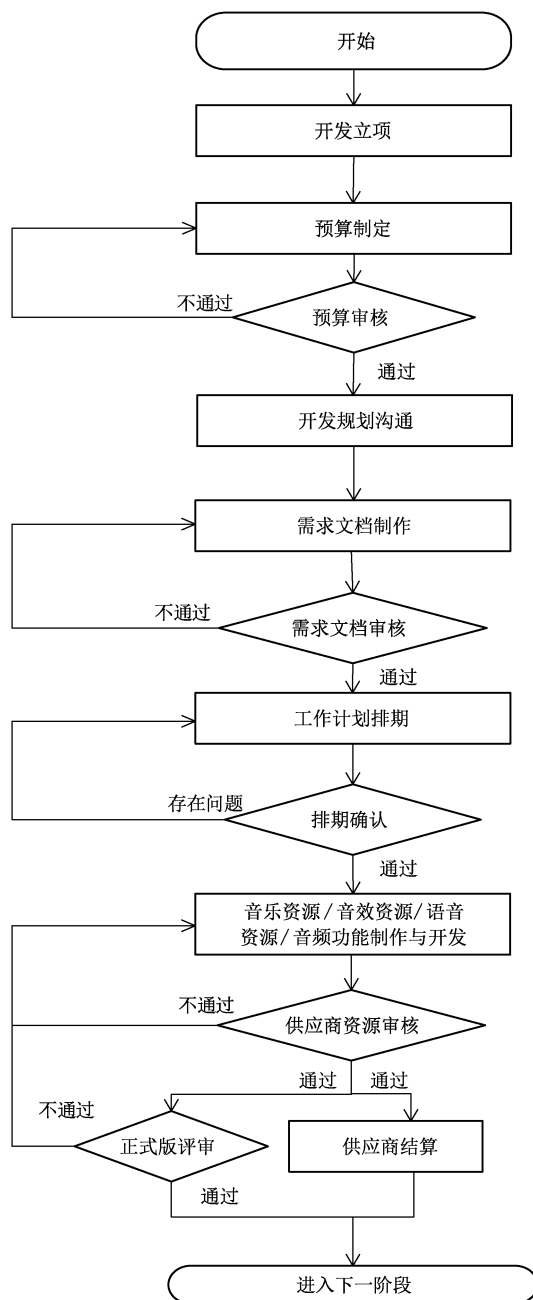 开始
开发立项
预算制定
不通过
预算审核
通过
开发规划沟通
需求文档制作
不通过
需求文档审核
通过
工作计划排期
存在问题
排期确认
通过
音乐资源/音效资源/语音
资源/音频功能制作与开发
不通过
供应商资源审核
通过
通过
不通过
正式版评审
供应商结算
通过
进入下一阶段